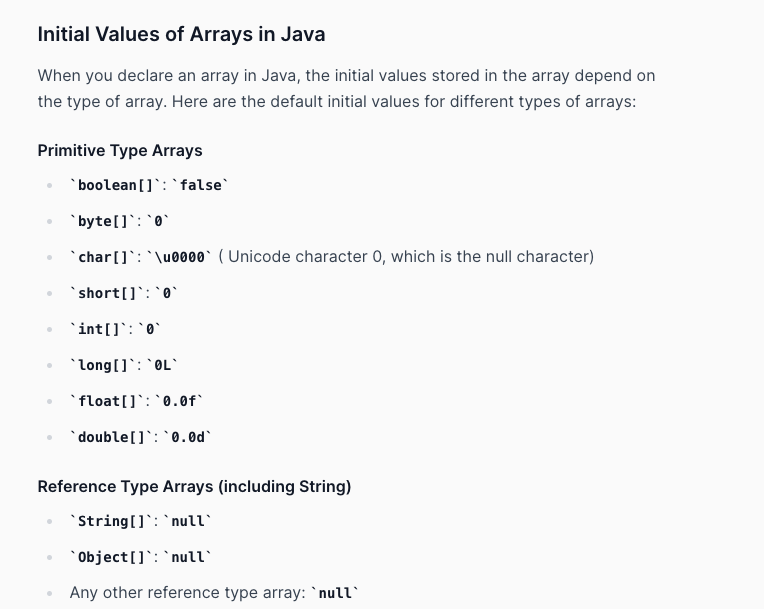 Initial Values of Arrays in Java
When you declare an array in Java, the initial values stored in the array depend on
the type of array. Here are the default initial values for different types of arrays:
Primitive Type Arrays
`boolean[]`: `false`
`byte[]`: `0`
`char[]`: `\u0000` ( Unicode character 0, which is the null character)
`short[]`: `0`
`int[]`: `0`
`long[]`: `0L`
`float[]`: `0.0f`
`double[]`: `0.0d`
Reference Type Arrays (including String)
`String[]`: `null`
`Object[]`: `null`
Any other reference type array: `null`